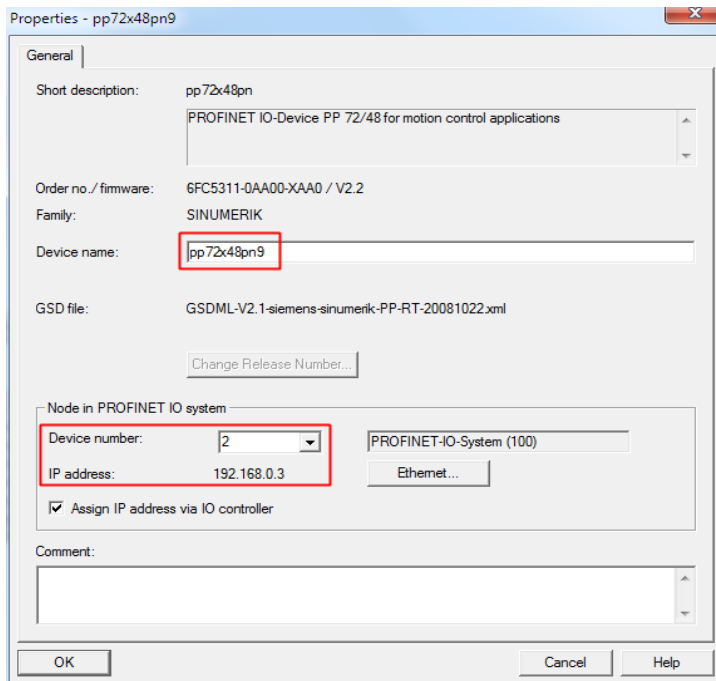 Properties - pp72x48pn9
General
Short description: pp72x48pn
PROFINET IO-Device PP 72/48 for motion control applications
Order no./ firmware: 6FC5311-0AA00-XAA0 / V2.2
Family: SINUMERIK
Device name: pp72x48pn9
GSD file: GSDML-V2.1-siemens-sinumerik-PP-RT-20081022.xml
Change Release Number...
Node in PROFINET IO system
Device number: 2 PROFINET-IO-System (100)
IP address: 192.168.0.3 Ethernet...
Assign IP address via IO controller
Comment:
OK Cancel Help